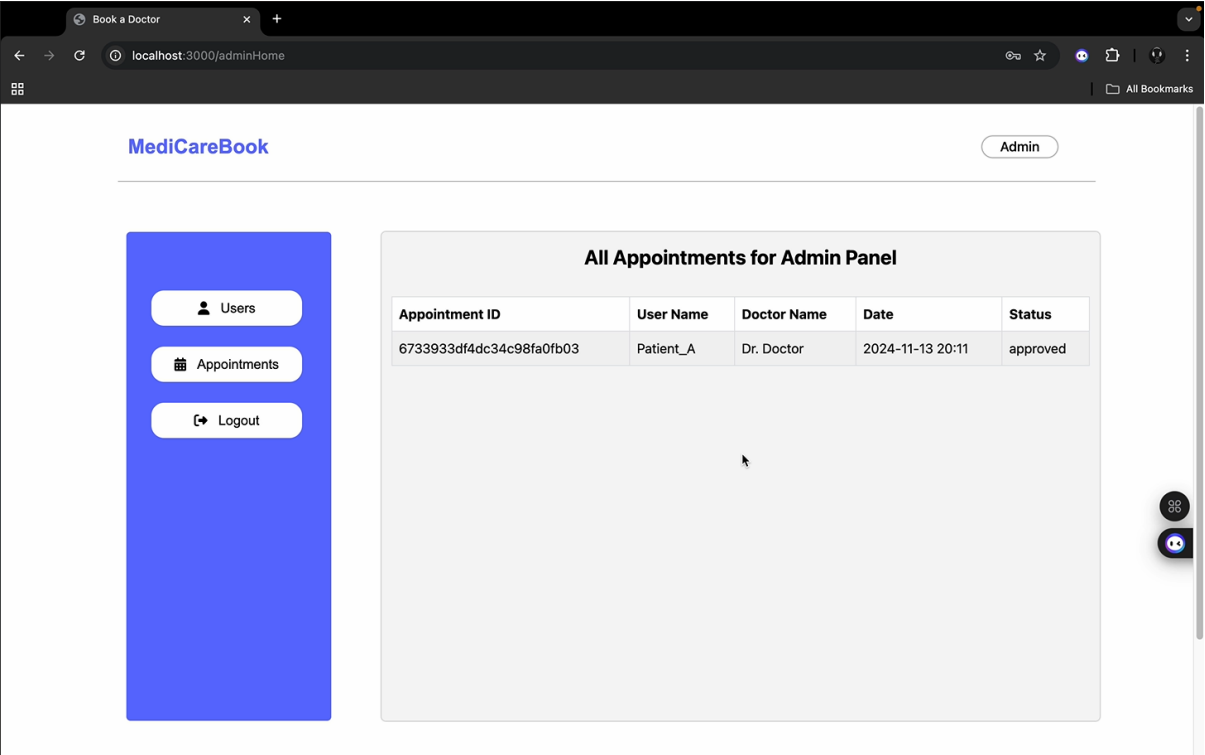 Book a Doctor
localhost:3000/adminHome
All Bookmarks
MediCareBook
Admin
Users
Appointments
Logout
All Appointments for Admin Panel
Appointment ID User Name Doctor Name Date Status
6733933df4dc34c98fa0fb03 Patient_A Dr. Doctor 2024-11-13 20:11 approved